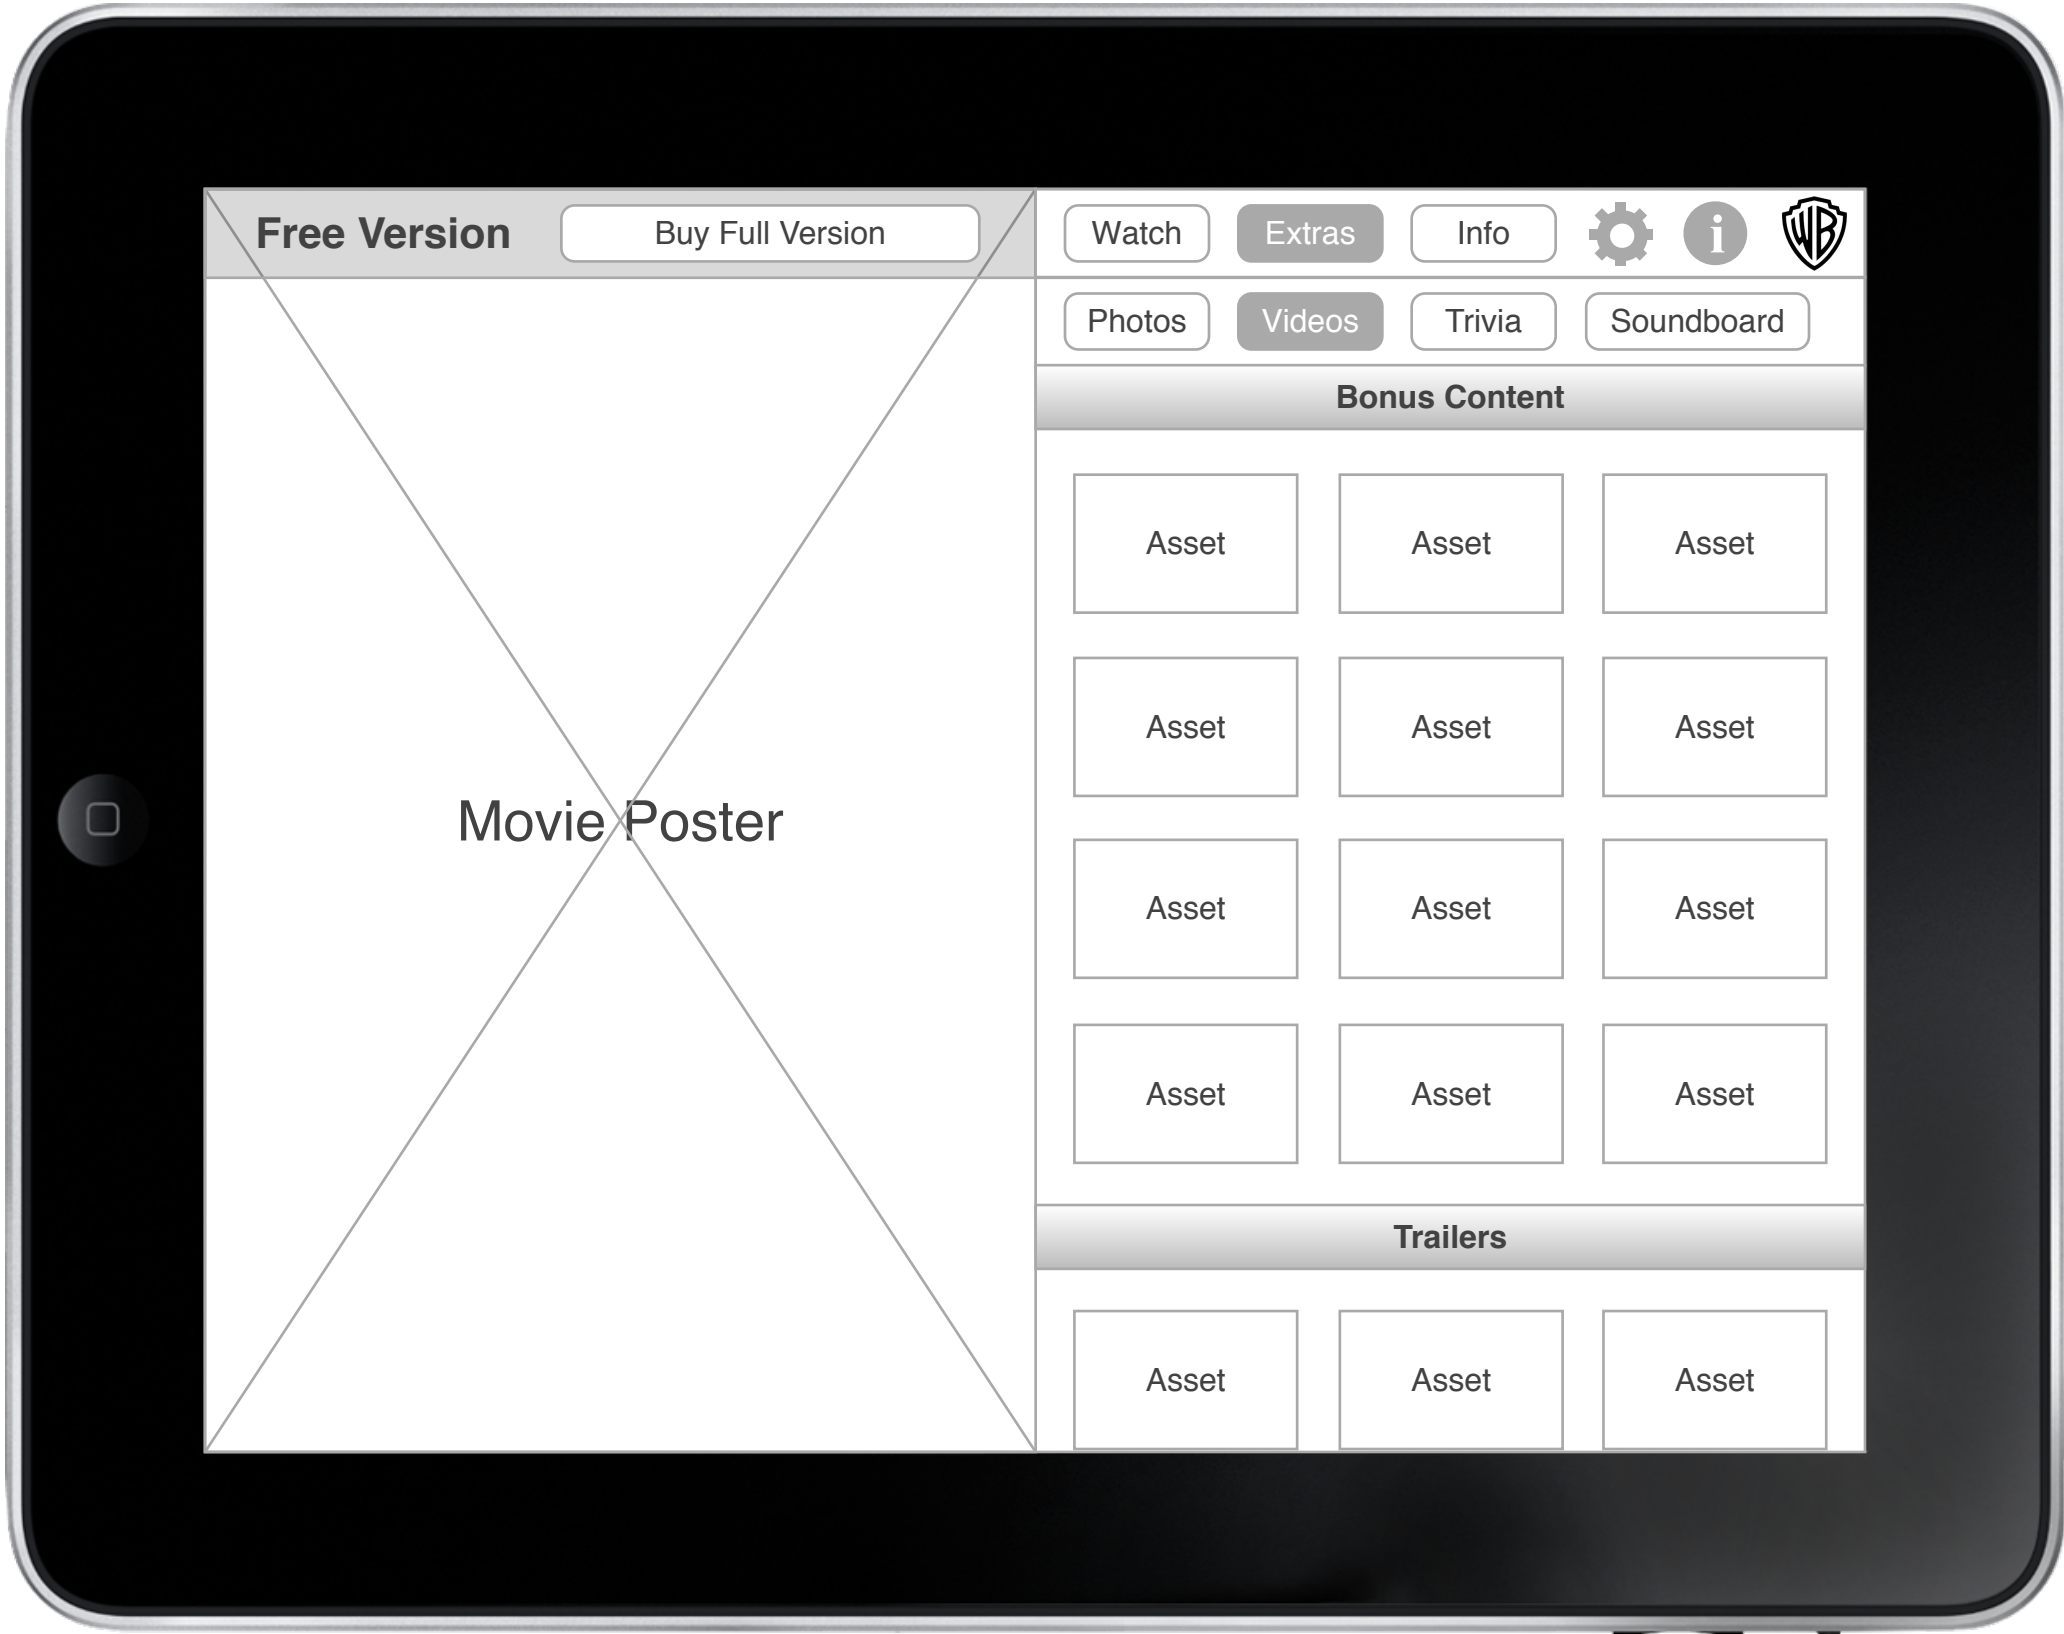 Free Version
Buy Full Version
Watch
Extras
Info
i
WB
Photos
Videos
Trivia
Soundboard
Movie Poster
Bonus Content
Asset
Asset
Asset
Asset
Asset
Asset
Asset
Asset
Asset
Asset
Asset
Asset
Trailers
Asset
Asset
Asset